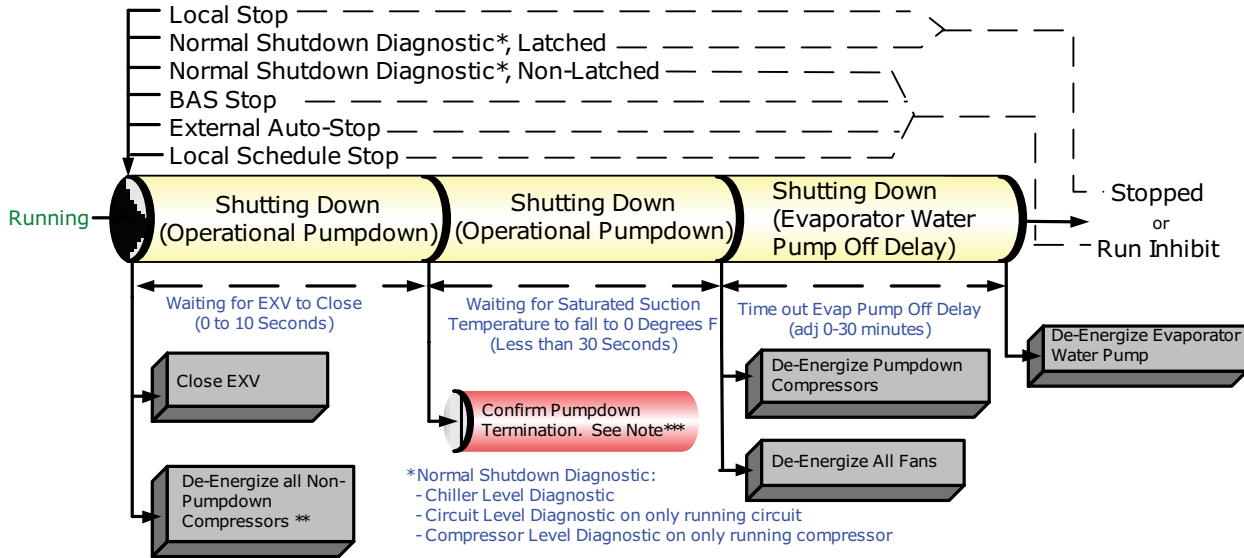 Local Stop
Normal Shutdown Diagnostic*, Latched
Normal Shutdown Diagnostic*, Non-Latched
BAS Stop
External Auto-Stop
Local Schedule Stop
Running
Shutting Down
(Operational Pumpdown)
Shutting Down
(Operational Pumpdown)
Shutting Down
(Evaporator Water
Pump Off Delay)
Stopped
or
Run Inhibit
Waiting for EXV to Close
(0 to 10 Seconds)
Waiting for Saturated Suction
Temperature to fall to 0 Degrees F
(Less than 30 Seconds)
Time out Evap Pump Off Delay
(adj 0-30 minutes)
De-Energize Evaporator
Water Pump
Close EXV
De-Energize Pumpdown
Compressors
Confirm Pumpdown
Termination. See Note***
De-Energize All Fans
De-Energize all Non-
Pumpdown
Compressors **
*Normal Shutdown Diagnostic:
- Chiller Level Diagnostic
- Circuit Level Diagnostic on only running circuit
- Compressor Level Diagnostic on only running compressor